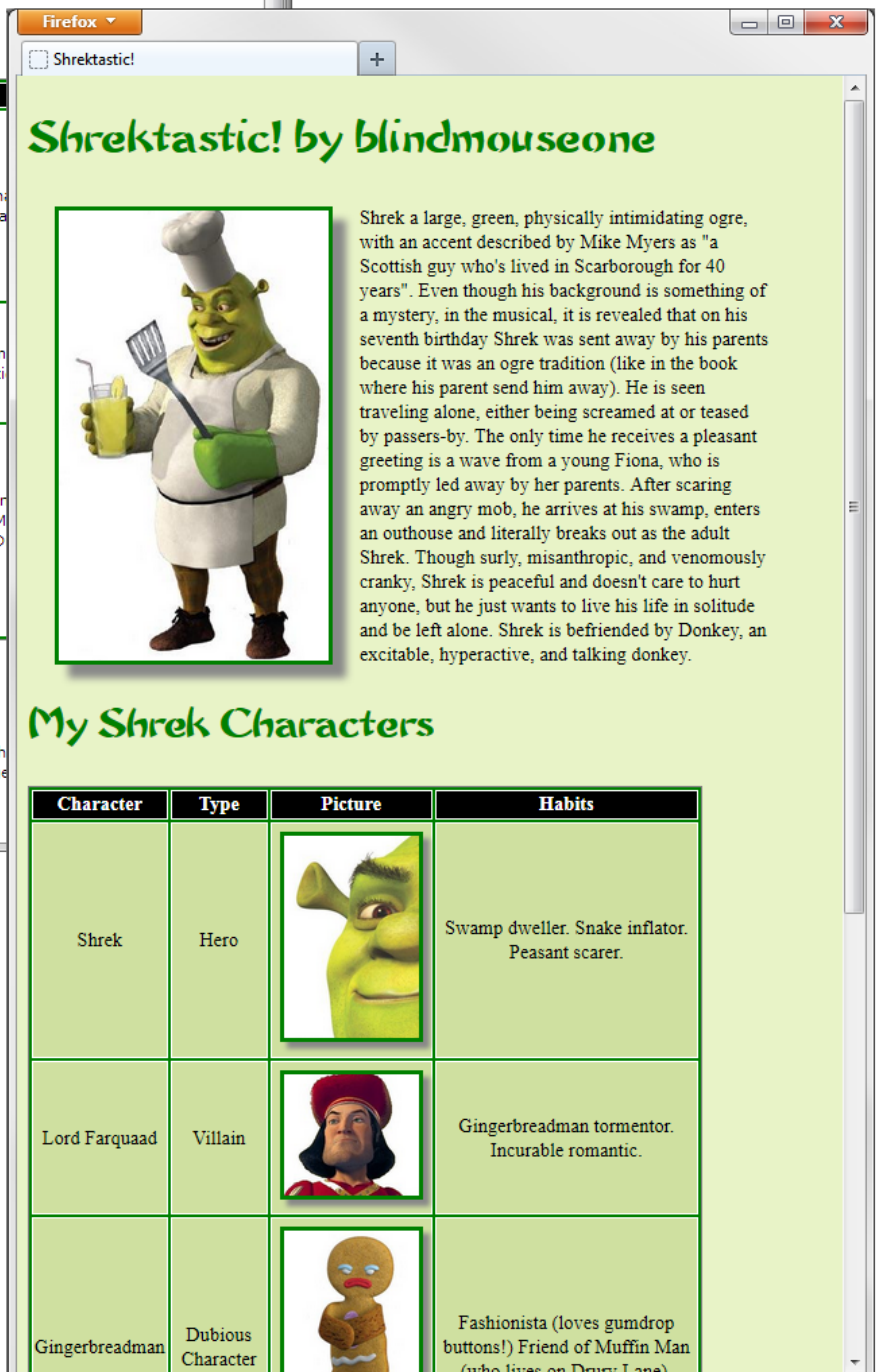 Firefox
Shrektastic!
Shrektastic! by blindmouseone
Shrek a large, green, physically intimidating ogre,
with an accent described by Mike Myers as "a
Scottish guy who's lived in Scarborough for 40
years". Even though his background is something of
a mystery, in the musical, it is revealed that on his
seventh birthday Shrek was sent away by his parents
because it was an ogre tradition (like in the book
where his parent send him away). He is seen
traveling alone, either being screamed at or teased
by passers-by. The only time he receives a pleasant
greeting is a wave from a young Fiona, who is
promptly led away by her parents. After scaring
away an angry mob, he arrives at his swamp, enters
an outhouse and literally breaks out as the adult
Shrek. Though surly, misanthropic, and venomously
cranky, Shrek is peaceful and doesn't care to hurt
anyone, but he just wants to live his life in solitude
and be left alone. Shrek is befriended by Donkey, an
excitable, hyperactive, and talking donkey.
My Shrek Characters
Character Type Picture Habits
Shrek Hero Swamp dweller. Snake inflator.
Peasant scarer.
Lord Farquaad Villain Gingerbreadman tormentor.
Incurable romantic.
Gingerbreadman Dubious
Character
Fashionista (loves gumdrop
buttons!) Friend of Muffin Man
(who lives on Drury Lane)